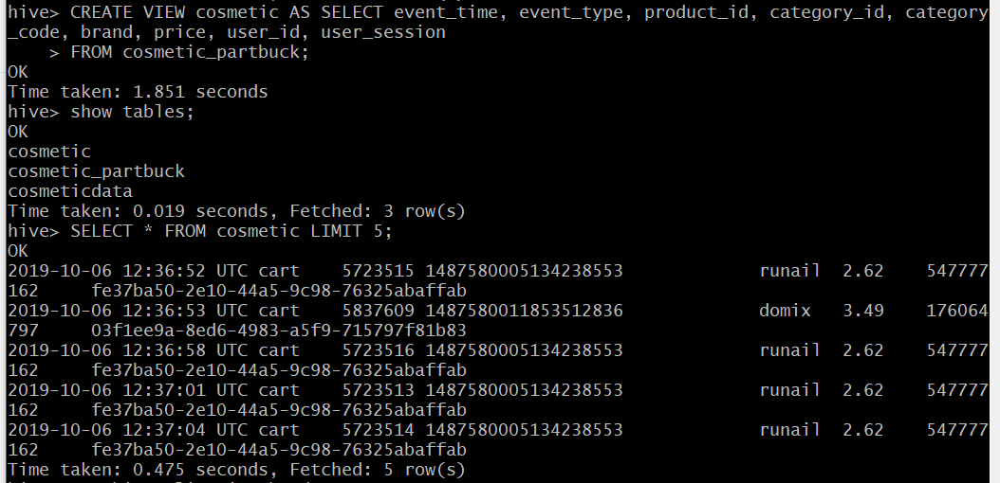 hive> CREATE VIEW cosmetic AS SELECT event_time, event_type, product_id, category_id, category
_code, brand, price, user_id, user_session
    > FROM cosmetic_partbuck;
OK
Time taken: 1.851 seconds
hive> show tables;
OK
cosmetic
cosmetic_partbuck
cosmeticdata
Time taken: 0.019 seconds, Fetched: 3 row(s)
hive> SELECT * FROM cosmetic LIMIT 5;
OK
2019-10-06 12:36:52 UTC cart    5723515 1487580005134238553             runail  2.62    547777
162     fe37ba50-2e10-44a5-9c98-76325abaffab
2019-10-06 12:36:53 UTC cart    5837609 1487580011853512836             domix   3.49    176064
797     03f1ee9a-8ed6-4983-a5f9-715797f81b83
2019-10-06 12:36:58 UTC cart    5723516 1487580005134238553             runail  2.62    547777
162     fe37ba50-2e10-44a5-9c98-76325abaffab
2019-10-06 12:37:01 UTC cart    5723513 1487580005134238553             runail  2.62    547777
162     fe37ba50-2e10-44a5-9c98-76325abaffab
2019-10-06 12:37:04 UTC cart    5723514 1487580005134238553             runail  2.62    547777
162     fe37ba50-2e10-44a5-9c98-76325abaffab
Time taken: 0.475 seconds, Fetched: 5 row(s)